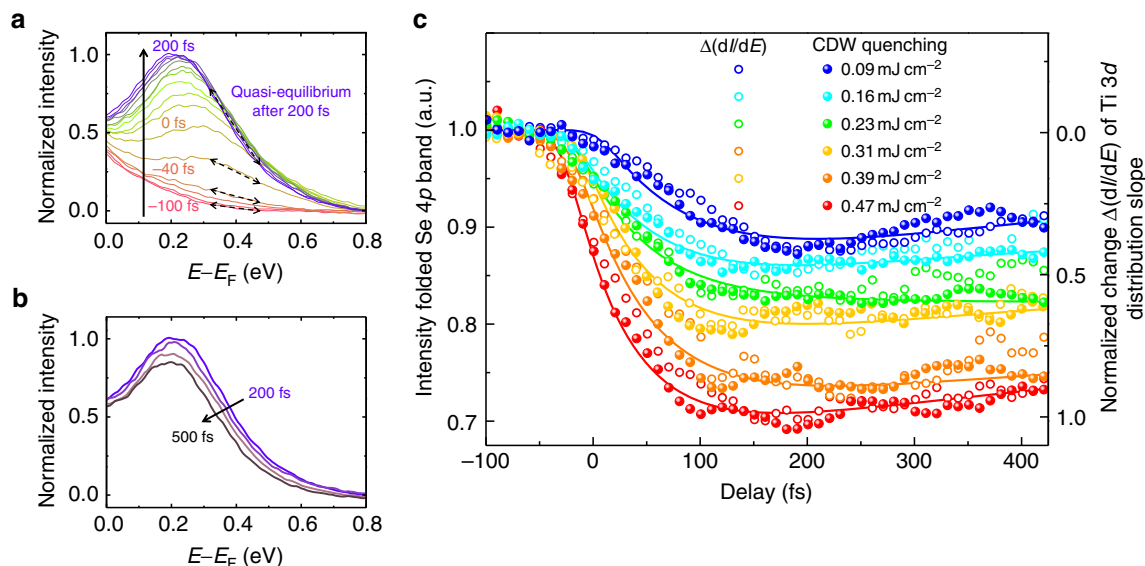 a
Normalized intensity
1.0
0.5
0.0
200 fs
0 fs
−40 fs
−100 fs
Quasi-equilibrium
after 200 fs
0.0 0.2 0.4 0.6 0.8
E−EF (eV)
b
Normalized intensity
1.0
0.5
0.0
200 fs
500 fs
0.0 0.2 0.4 0.6 0.8
E−EF (eV)
c
Intensity folded Se 4p band (a.u.)
1.0
0.9
0.8
0.7
Δ(dI/dE) CDW quenching
0.09 mJ cm−2
0.16 mJ cm−2
0.23 mJ cm−2
0.31 mJ cm−2
0.39 mJ cm−2
0.47 mJ cm−2
−100 0 100 200 300 400
Delay (fs)
0.0
0.5
1.0
Normalized change Δ(dI/dE) of Ti 3d
distribution slope